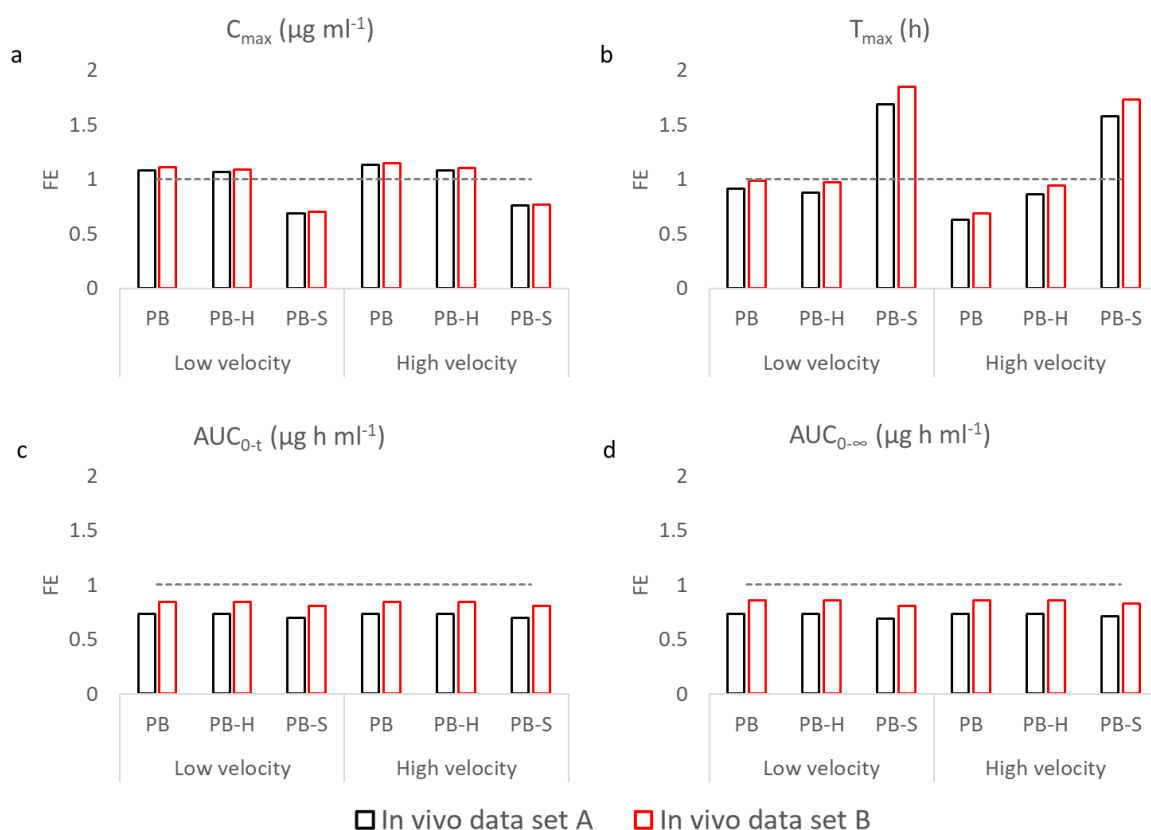 a
C_max (µg ml⁻¹)
2
1.5
1
0.5
0
FE
PB PB-H PB-S PB PB-H PB-S
Low velocity High velocity
b
T_max (h)
2
1.5
1
0.5
0
FE
PB PB-H PB-S PB PB-H PB-S
Low velocity High velocity
c
AUC_0-t (µg h ml⁻¹)
2
1.5
1
0.5
0
FE
PB PB-H PB-S PB PB-H PB-S
Low velocity High velocity
d
AUC_0-∞ (µg h ml⁻¹)
2
1.5
1
0.5
0
FE
PB PB-H PB-S PB PB-H PB-S
Low velocity High velocity
In vivo data set A In vivo data set B